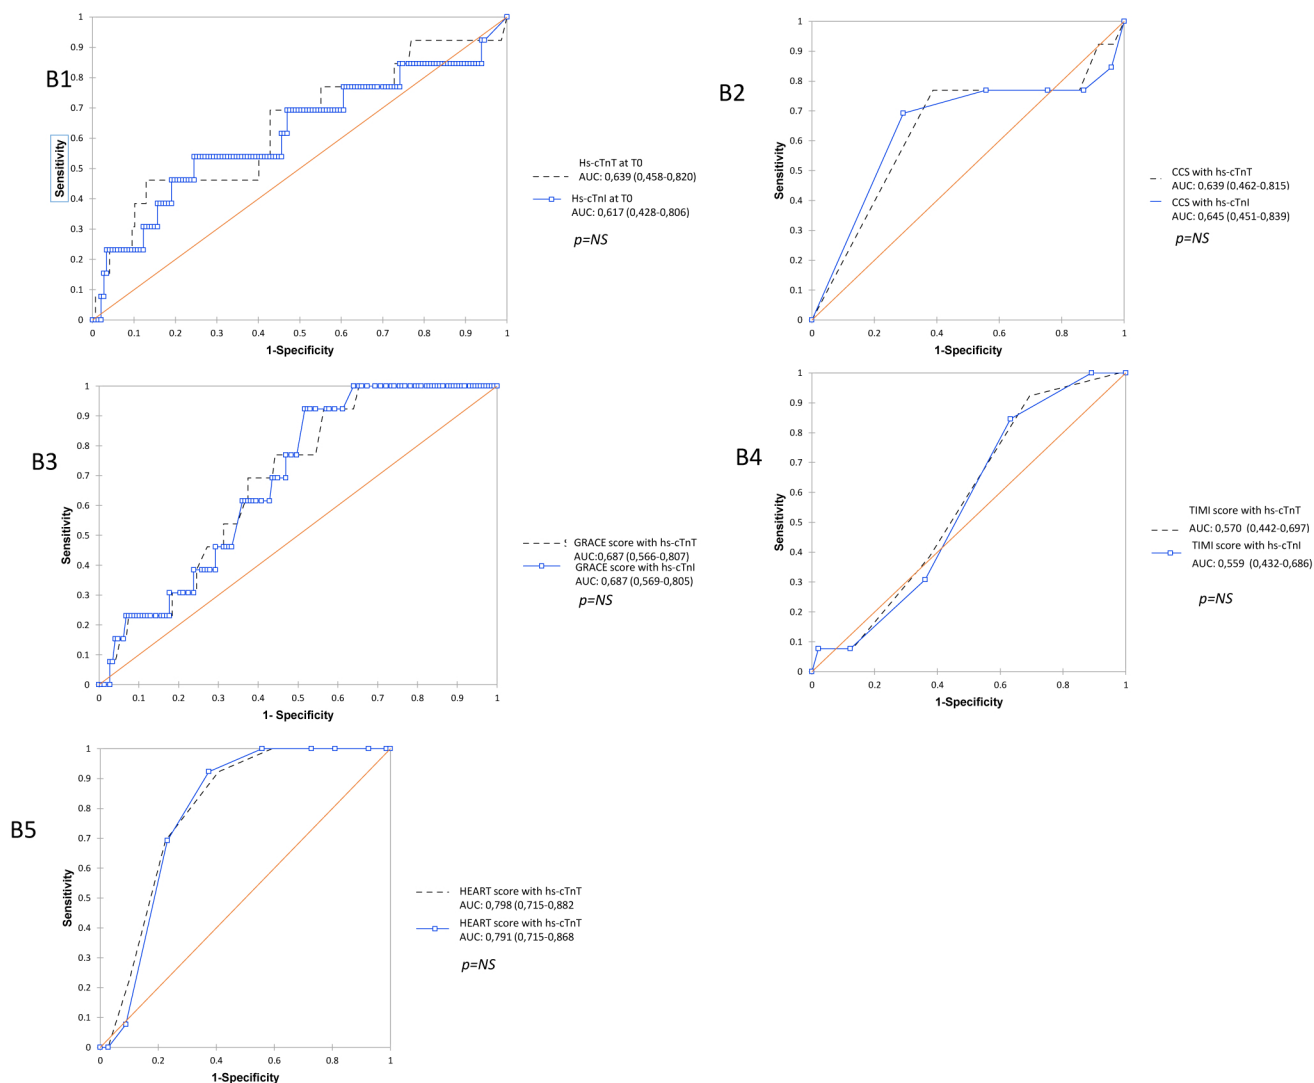 B1
Sensitivity
1
0.9
0.8
0.7
0.6
0.5
0.4
0.3
0.2
0.1
0
0 0.1 0.2 0.3 0.4 0.5 0.6 0.7 0.8 0.9 1
1-Specificity
Hs-cTnT at T0
AUC: 0,639 (0,458-0,820)
Hs-cTnI at T0
AUC: 0,617 (0,428-0,806)
p=NS
B2
Sensitivity
1
0.9
0.8
0.7
0.6
0.5
0.4
0.3
0.2
0.1
0
0 0.2 0.4 0.6 0.8 1
1-Specificity
CCS with hs-cTnT
AUC: 0.639 (0.462-0.815)
CCS with hs-cTnI
AUC: 0,645 (0,451-0,839)
p=NS
B3
Sensitivity
1
0.9
0.8
0.7
0.6
0.5
0.4
0.3
0.2
0.1
0
0 0.1 0.2 0.3 0.4 0.5 0.6 0.7 0.8 0.9 1
1- Specificity
GRACE score with hs-cTnT
AUC:0,687 (0,566-0,807)
GRACE score with hs-cTnI
AUC: 0,687 (0,569-0,805)
p=NS
B4
Sensitivity
1
0.9
0.8
0.7
0.6
0.5
0.4
0.3
0.2
0.1
0
0 0.2 0.4 0.6 0.8 1
1-Specificity
TIMI score with hs-cTnT
AUC: 0,570 (0,442-0,697)
TIMI score with hs-cTnI
AUC: 0,559 (0,432-0,686)
p=NS
B5
Sensitivity
1
0.9
0.8
0.7
0.6
0.5
0.4
0.3
0.2
0.1
0
0 0.2 0.4 0.6 0.8 1
1-Specificity
HEART score with hs-cTnT
AUC: 0,798 (0,715-0,882
HEART score with hs-cTnT
AUC: 0,791 (0,715-0,868
p=NS